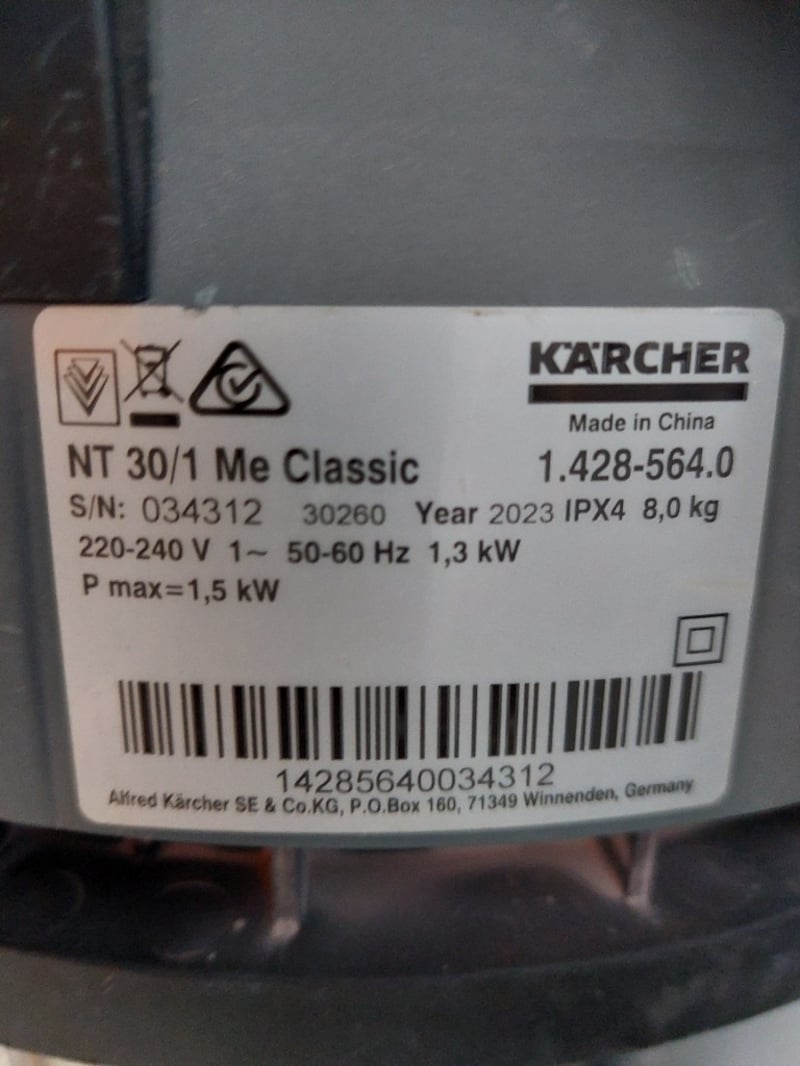 KÄRCHER
Made in China
NT 30/1 Me Classic 1.428-564.0
S/N: 034312 30260 Year 2023 IPX4 8,0 kg
220-240 V 1~ 50-60 Hz 1,3 kW
P max=1,5 kW
14285640034312
Alfred Kärcher SE & Co.KG, P.O.Box 160, 71349 Winnenden, Germany